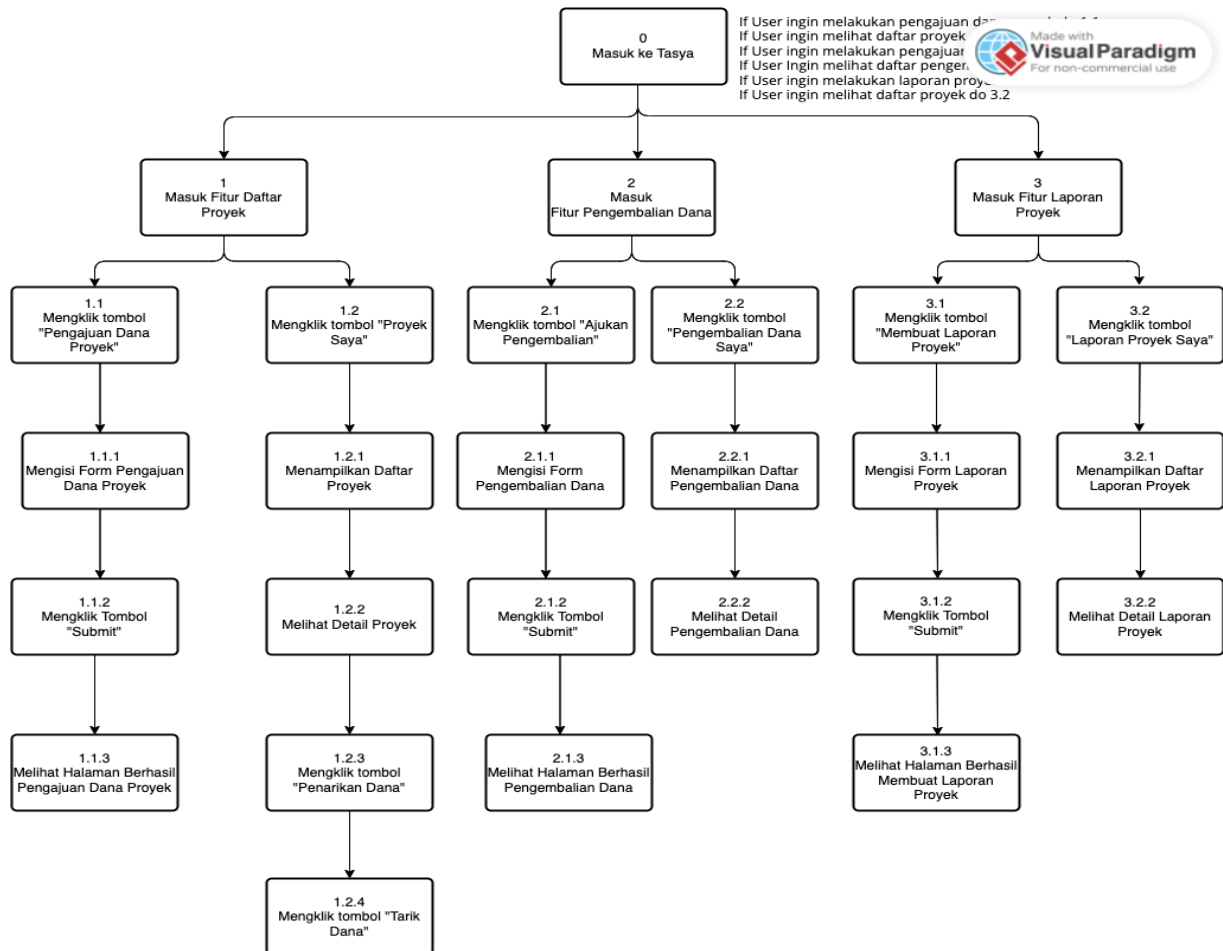 0
Masuk ke Tasya
If User ingin melakukan pengajuan
If User ingin melihat daftar proyek
If User ingin melakukan pengajuan
If User Ingin melihat daftar
If User ingin melakukan laporan
If User ingin melihat daftar proyek do 3.2
Made with
Visual Paradigm
For non-commercial use
1
Masuk Fitur Daftar
Proyek
2
Masuk
Fitur Pengembalian Dana
3
Masuk Fitur Laporan
Proyek
1.1
Mengklik tombol
"Pengajuan Dana
Proyek"
1.2
Mengklik tombol "Proyek
Saya"
2.1
Mengklik tombol "Ajukan
Pengembalian"
2.2
Mengklik tombol
"Pengembalian Dana
Saya"
3.1
Mengklik tombol
"Membuat Laporan
Proyek"
3.2
Mengklik tombol
"Laporan Proyek Saya"
1.1.1
Mengisi Form Pengajuan
Dana Proyek
1.2.1
Menampilkan Daftar
Proyek
2.1.1
Mengisi Form
Pengembalian Dana
2.2.1
Menampilkan Daftar
Pengembalian Dana
3.1.1
Mengisi Form Laporan
Proyek
3.2.1
Menampilkan Daftar
Laporan Proyek
1.1.2
Mengklik Tombol
"Submit"
1.2.2
Melihat Detail Proyek
2.1.2
Mengklik Tombol
"Submit"
2.2.2
Melihat Detail
Pengembalian Dana
3.1.2
Mengklik Tombol
"Submit"
3.2.2
Melihat Detail Laporan
Proyek
1.1.3
Melihat Halaman Berhasil
Pengajuan Dana Proyek
1.2.3
Mengklik tombol
"Penarikan Dana"
2.1.3
Melihat Halaman Berhasil
Pengembalian Dana
3.1.3
Melihat Halaman Berhasil
Membuat Laporan
Proyek
1.2.4
Mengklik tombol "Tarik
Dana"